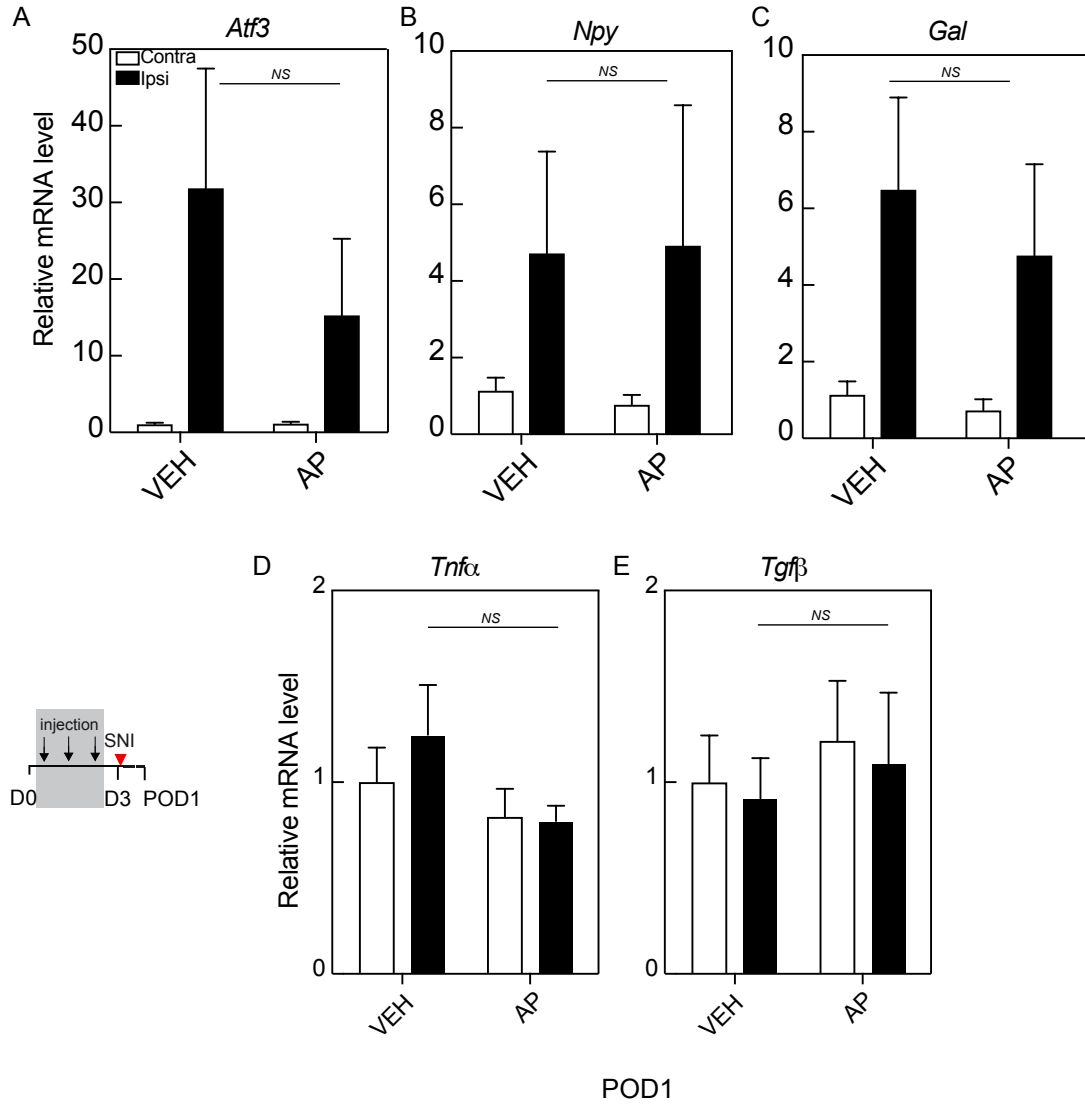 A
Atf3
50
40
30
20
10
0
Relative mRNA level
Contra
Ipsi
NS
VEH
AP
B
Npy
10
8
6
4
2
0
NS
VEH
AP
C
Gal
10
8
6
4
2
0
NS
VEH
AP
injection
SNI
D0
D3
POD1
D
Tnfα
2
1
0
Relative mRNA level
NS
VEH
AP
E
Tgfβ
2
1
0
NS
VEH
AP
POD1